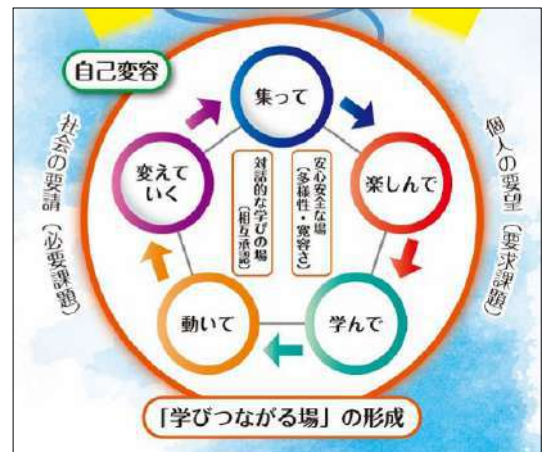 自己変容
集って
楽しんで
学んで
動いて
変えて
いく
安心安全な場
〔多様性・寛容さ〕
対話的な学びの場
〔相互承認〕
個人の要望〔要求課題〕
社会の要請〔必要課題〕
「学びつながる場」の形成